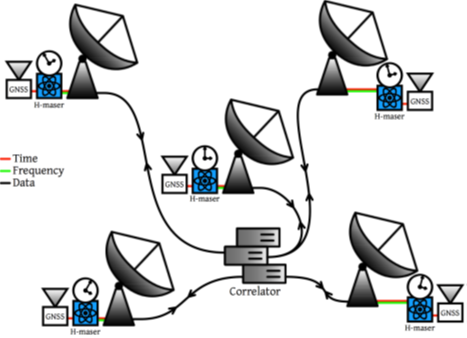 GNSS
H-maser
H-maser
GNSS
Time
Frequency
Data
GNSS
H-maser
Correlator
GNSS
H-maser
H-maser
GNSS